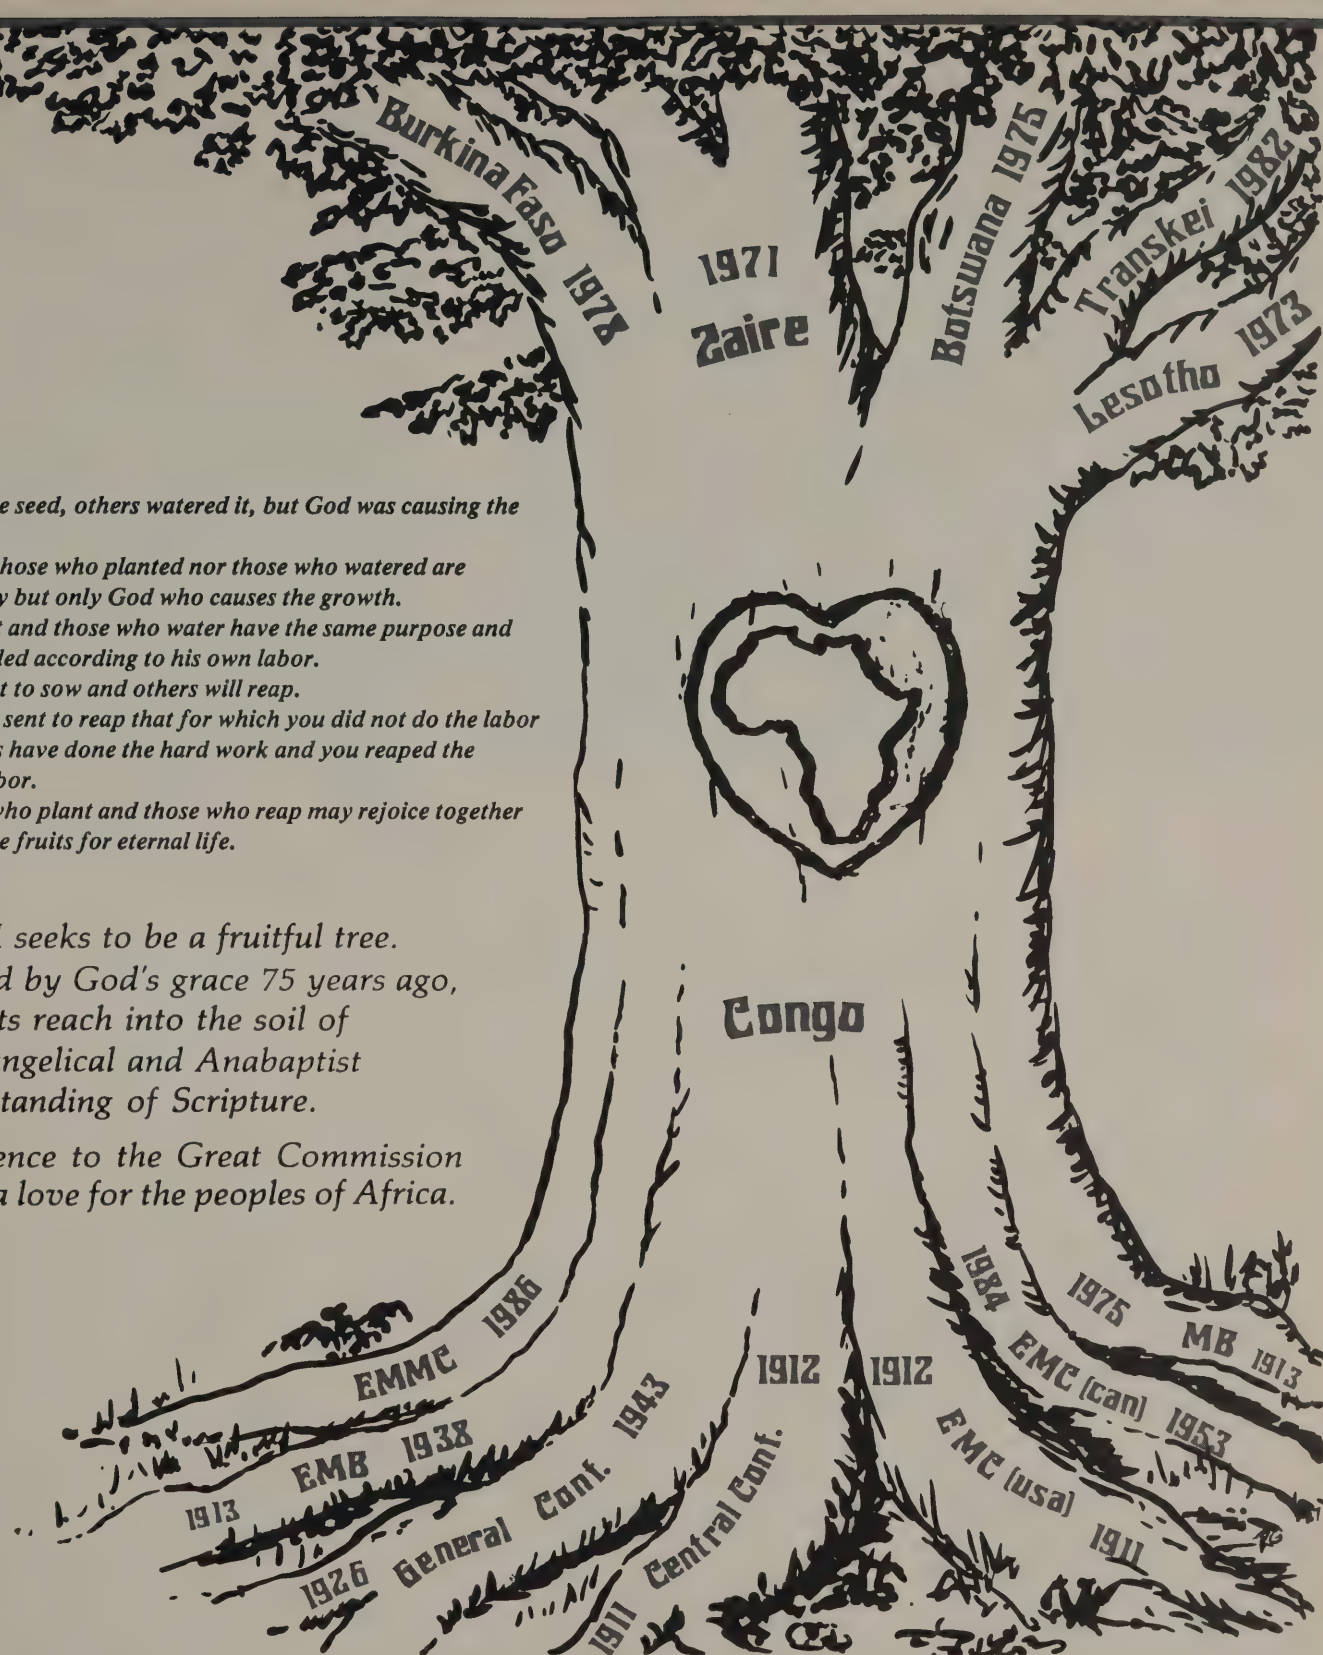 Burkina Faso 1978
1971
Zaire
Botswana 1975
Transkei 1982
Lesotho 1973
seed, others watered it, but God was causing the
who planted nor those who watered are
but only God who causes the growth.
and those who water have the same purpose and
according to his own labor.
to sow and others will reap.
sent to reap that for which you did not do the labor
have done the hard work and you reaped the
who plant and those who reap may rejoice together
fruits for eternal life.
seeks to be a fruitful tree.
by God's grace 75 years ago,
reach into the soil of
and Anabaptist
of Scripture.
to the Great Commission
a love for the peoples of Africa.
Congo
EMMC 1986
1913 EMB 1938
1926 General Conf. 1943
1911 Central Conf. 1912
1912 EMC (usa) 1911
1984 EMC (can) 1953
1975 MB 1913